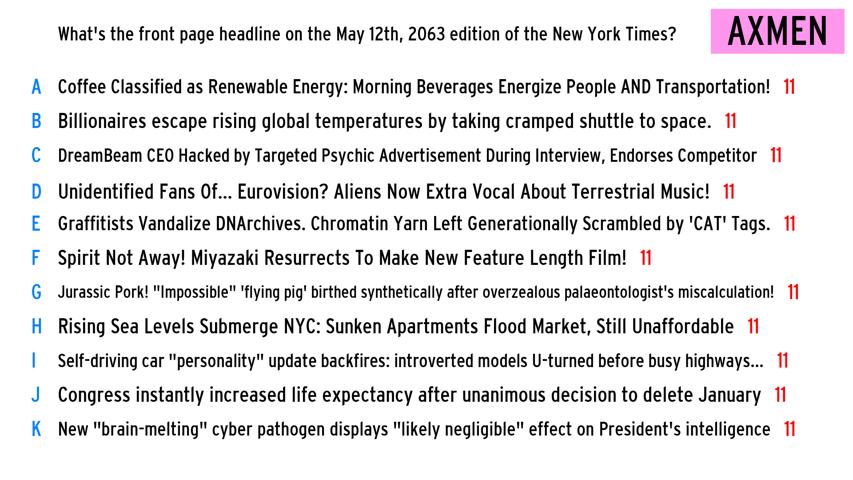 What's the front page headline on the May 12th, 2063 edition of the New York Times?
AXMEN
A Coffee Classified as Renewable Energy: Morning Beverages Energize People AND Transportation! 11
B Billionaires escape rising global temperatures by taking cramped shuttle to space. 11
C DreamBeam CEO Hacked by Targeted Psychic Advertisement During Interview, Endorses Competitor 11
D Unidentified Fans Of... Eurovision? Aliens Now Extra Vocal About Terrestrial Music! 11
E Graffitists Vandalize DNArchives. Chromatin Yarn Left Generationally Scrambled by 'CAT' Tags. 11
F Spirit Not Away! Miyazaki Resurrects To Make New Feature Length Film! 11
G Jurassic Pork! "Impossible" 'flying pig' birthed synthetically after overzealous palaeontologist's miscalculation! 11
H Rising Sea Levels Submerge NYC: Sunken Apartments Flood Market, Still Unaffordable 11
I Self-driving car "personality" update backfires: introverted models U-turned before busy highways... 11
J Congress instantly increased life expectancy after unanimous decision to delete January 11
K New "brain-melting" cyber pathogen displays "likely negligible" effect on President's intelligence 11